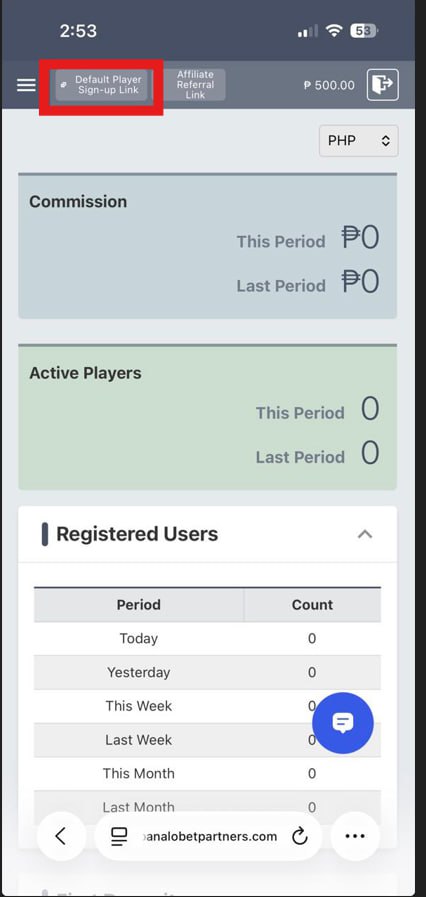 2:53
53
Default Player
Sign-up Link
Affiliate
Referral
Link
₱ 500.00
PHP
Commission
This Period ₱0
Last Period ₱0
Active Players
This Period 0
Last Period 0
Registered Users
Period Count
Today 0
Yesterday 0
This Week 0
Last Week 0
This Month 0
Last Month 0
analobetpartners.com